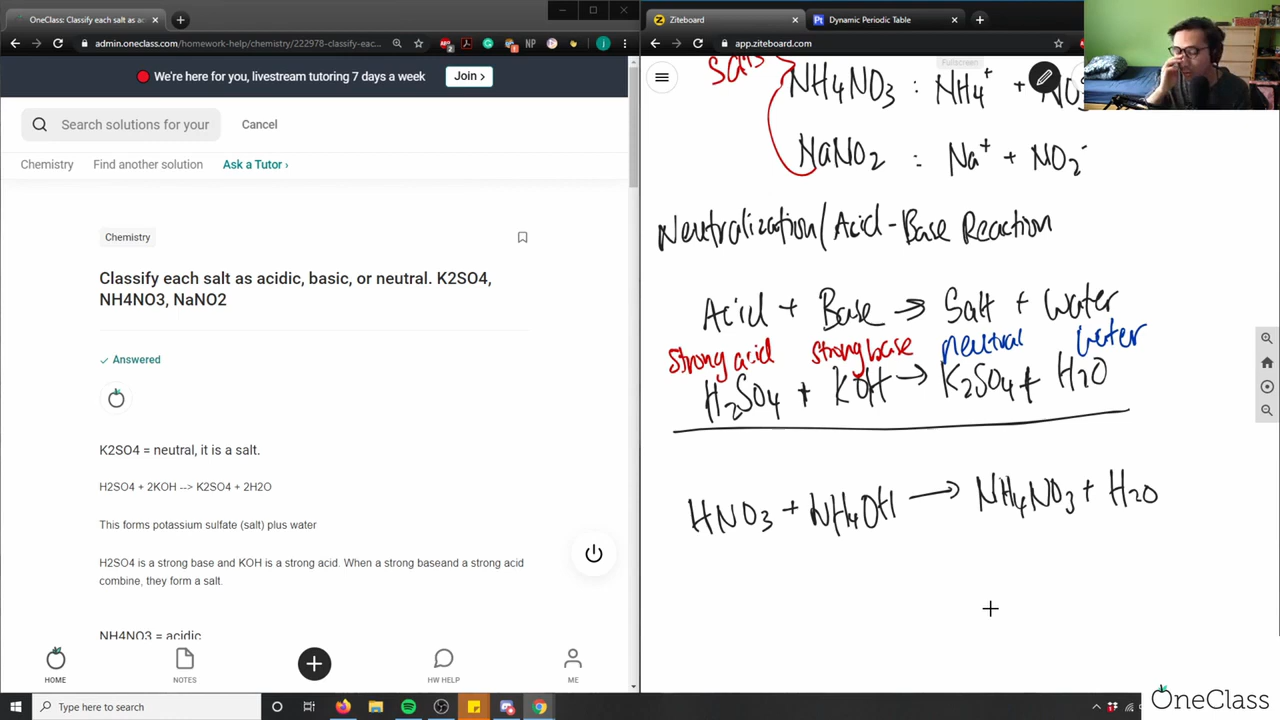 OneClass: Classify each salt as ac
admin.oneclass.com/homework-help/chemistry/222978-classify-eac...
We're here for you, livestream tutoring 7 days a week
Join ›
Search solutions for your
Cancel
Chemistry
Find another solution
Ask a Tutor ›
Chemistry
Classify each salt as acidic, basic, or neutral. K2SO4,
NH4NO3, NaNO2
Answered
K2SO4 = neutral, it is a salt.
H2SO4 + 2KOH --> K2SO4 + 2H2O
This forms potassium sulfate (salt) plus water
H2SO4 is a strong base and KOH is a strong acid. When a strong baseand a strong acid
combine, they form a salt.
NH4NO3 = acidic
HOME
NOTES
HW HELP
ME
Type here to search
Ziteboard
Dynamic Periodic Table
app.ziteboard.com
Fullscreen
Salts
NH4NO3 : NH4+ + NO3
NaNO2 : Na+ + NO2-
Neutralization/Acid-Base Reaction
Acid + Base → Salt + Water
strong acid strong base neutral water
H2SO4 + KOH → K2SO4 + H2O
HNO3 + NH4OH → NH4NO3 + H2O
OneClass